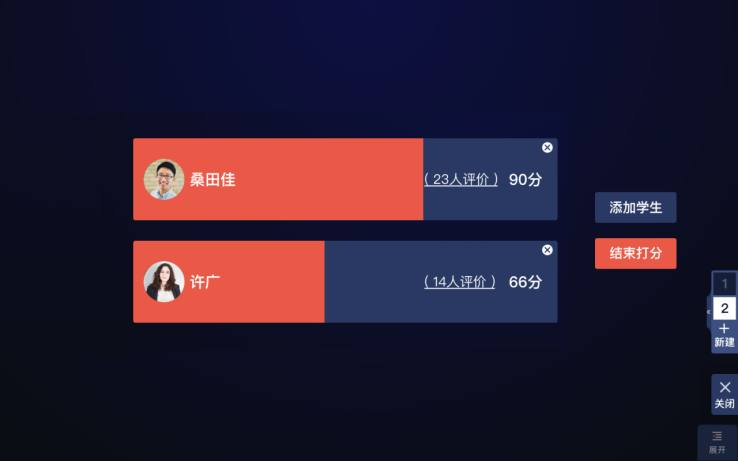 桑田佳
( 23人评价 )
90分
许广
( 14人评价 )
66分
添加学生
结束打分
1
2
新建
关闭
展开